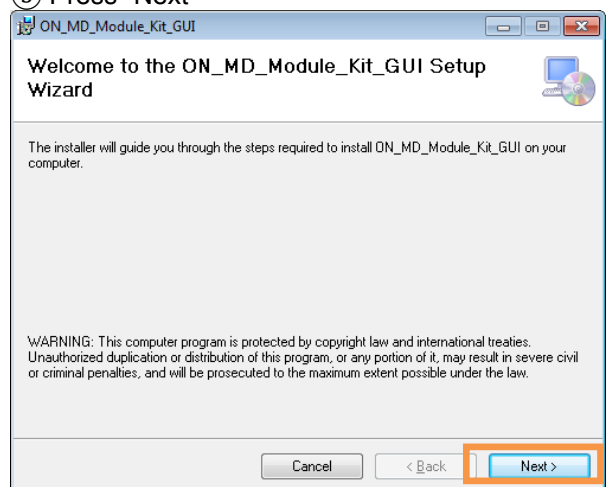 Press "Next"
ON_MD_Module_Kit_GUI
Welcome to the ON_MD_Module_Kit_GUI Setup
Wizard
The installer will guide you through the steps required to install ON_MD_Module_Kit_GUI on your
computer.
WARNING: This computer program is protected by copyright law and international treaties.
Unauthorized duplication or distribution of this program, or any portion of it, may result in severe civil
or criminal penalties, and will be prosecuted to the maximum extent possible under the law.
Cancel
< Back
Next >